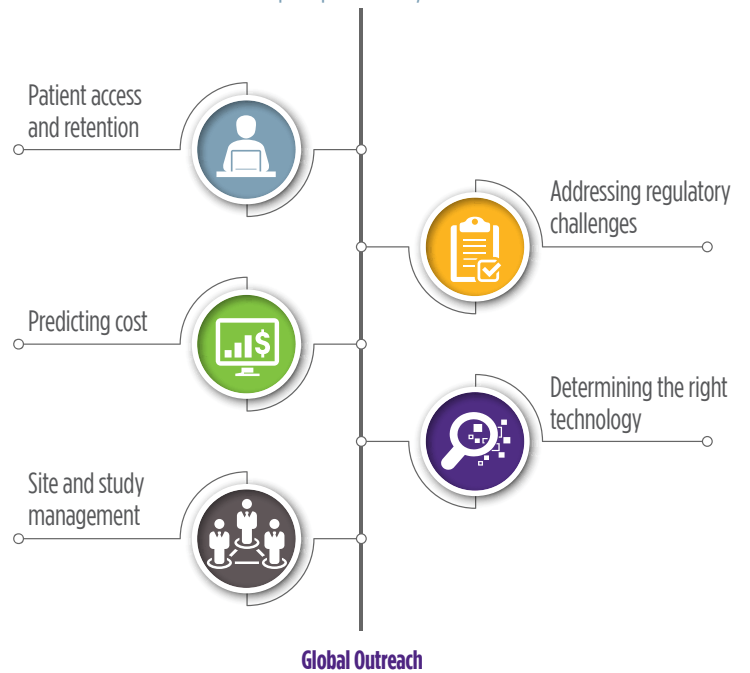 Patient access
and retention
Addressing regulatory
challenges
Predicting cost
$
Determining the right
technology
Site and study
management
Global Outreach